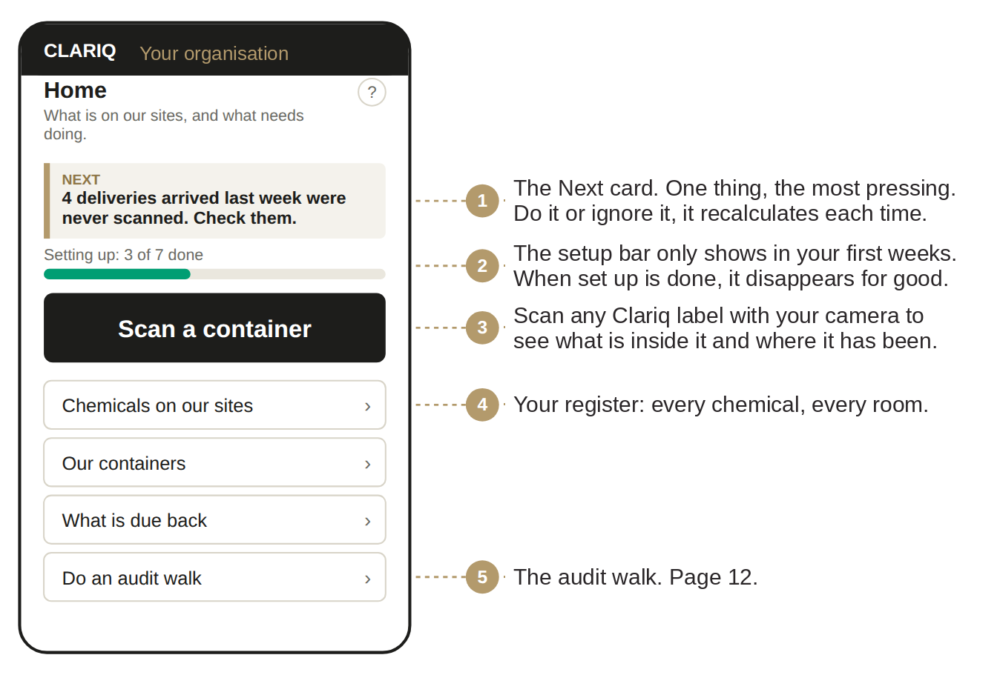 CLARIQ Your organisation
Home
?
What is on our sites, and what needs
doing.
NEXT
4 deliveries arrived last week were
never scanned. Check them.
Setting up: 3 of 7 done
Scan a container
Chemicals on our sites ›
Our containers ›
What is due back ›
Do an audit walk ›
1
The Next card. One thing, the most pressing.
Do it or ignore it, it recalculates each time.
2
The setup bar only shows in your first weeks.
When set up is done, it disappears for good.
3
Scan any Clariq label with your camera to
see what is inside it and where it has been.
4
Your register: every chemical, every room.
5
The audit walk. Page 12.